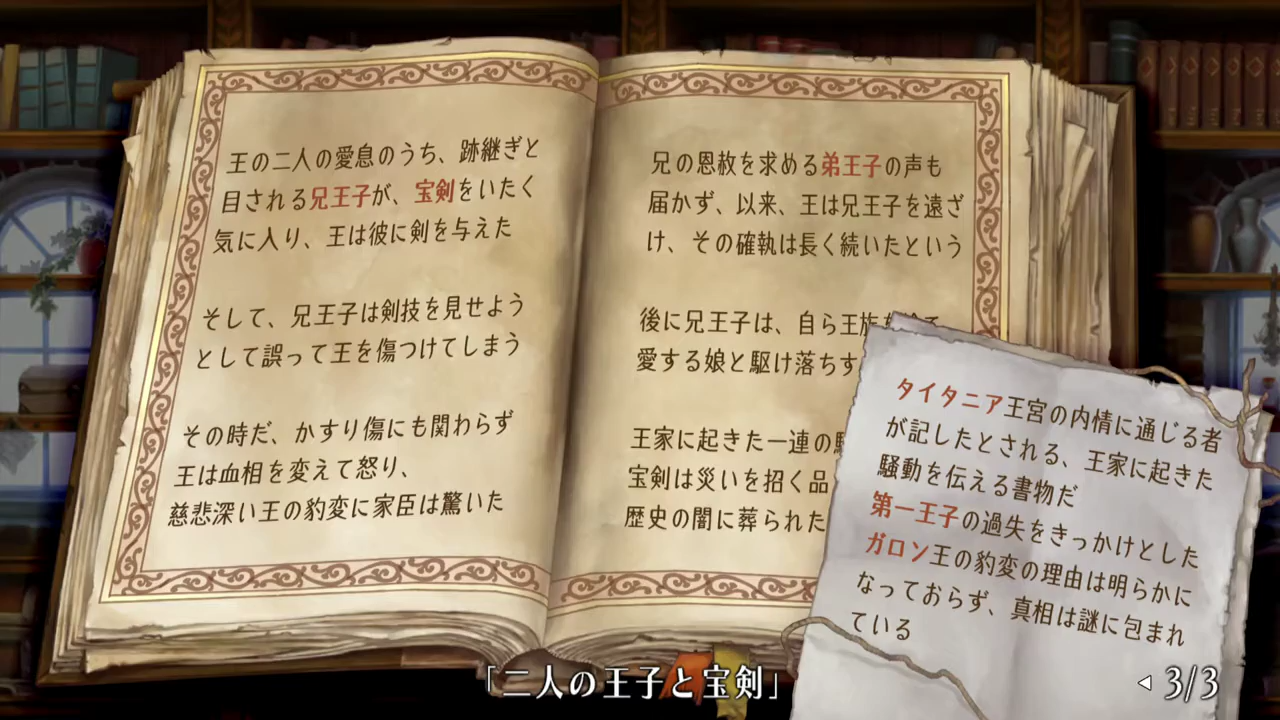 王の二人の愛息のうち、跡継ぎと
目される兄王子が、宝剣をいたく
気に入り、王は彼に剣を与えた
そして、兄王子は剣技を見せよう
として誤って王を傷つけてしまう
その時だ、かすり傷にも関わらず
王は血相を変えて怒り、
慈悲深い王の豹変に家臣は驚いた
兄の恩赦を求める弟王子の声も
届かず、以来、王は兄王子を遠ざ
け、その確執は長く続いたという
後に兄王子は、自ら王族を捨て
愛する娘と駆け落ちす
王家に起きた一連の騒
宝剣は災いを招く品
歴史の闇に葬られた
タイタニア王宮の内情に通じる者
が記したとされる、王家に起きた
騒動を伝える書物だ
第一王子の過失をきっかけとした
ガロン王の豹変の理由は明らかに
なっておらず、真相は謎に包まれ
ている
「二人の王子と宝剣」
◀ 3/3